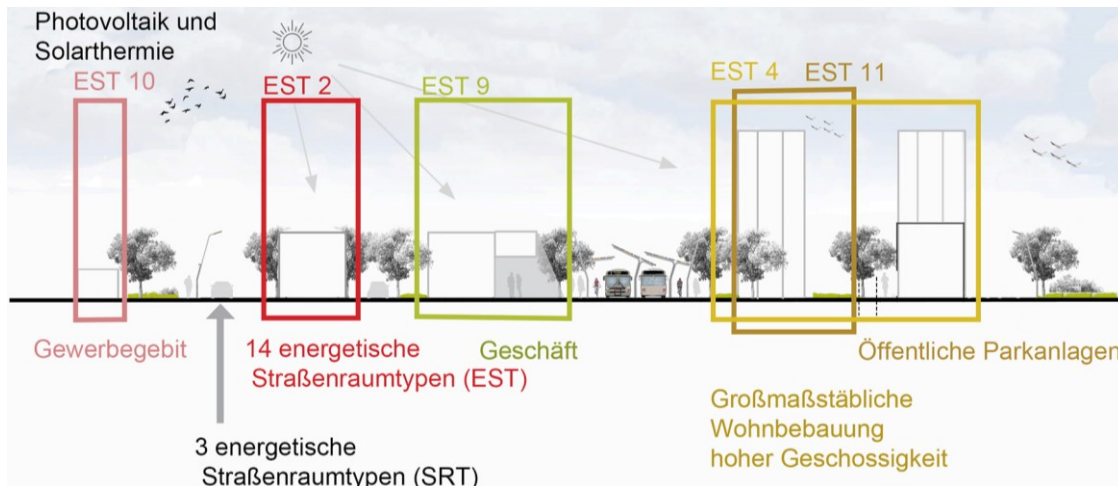 Photovoltaik und
Solarthermie
EST 10
EST 2
EST 9
EST 4
EST 11
Gewerbegebit
14 energetische
Straßenraumtypen (EST)
Geschäft
Öffentliche Parkanlagen
Großmaßstäbliche
Wohnbebauung
hoher Geschossigkeit
3 energetische
Straßenraumtypen (SRT)